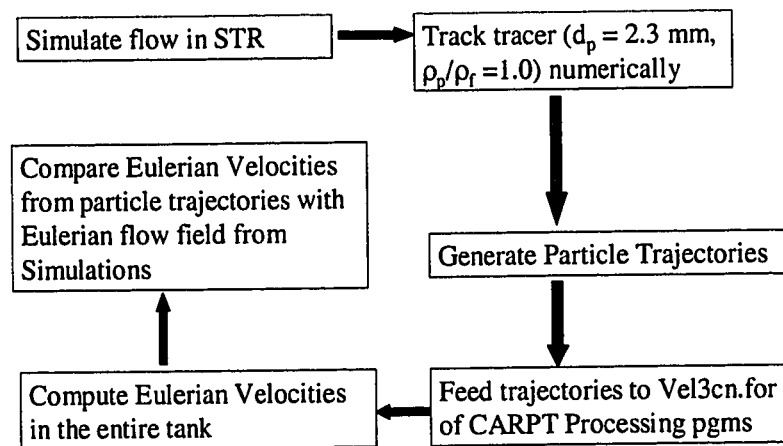 Simulate flow in STR
Track tracer (dp = 2.3 mm,
ρp/ρf =1.0) numerically
Generate Particle Trajectories
Feed trajectories to Vel3cn.for
of CARPT Processing pgms
Compute Eulerian Velocities
in the entire tank
Compare Eulerian Velocities
from particle trajectories with
Eulerian flow field from
Simulations